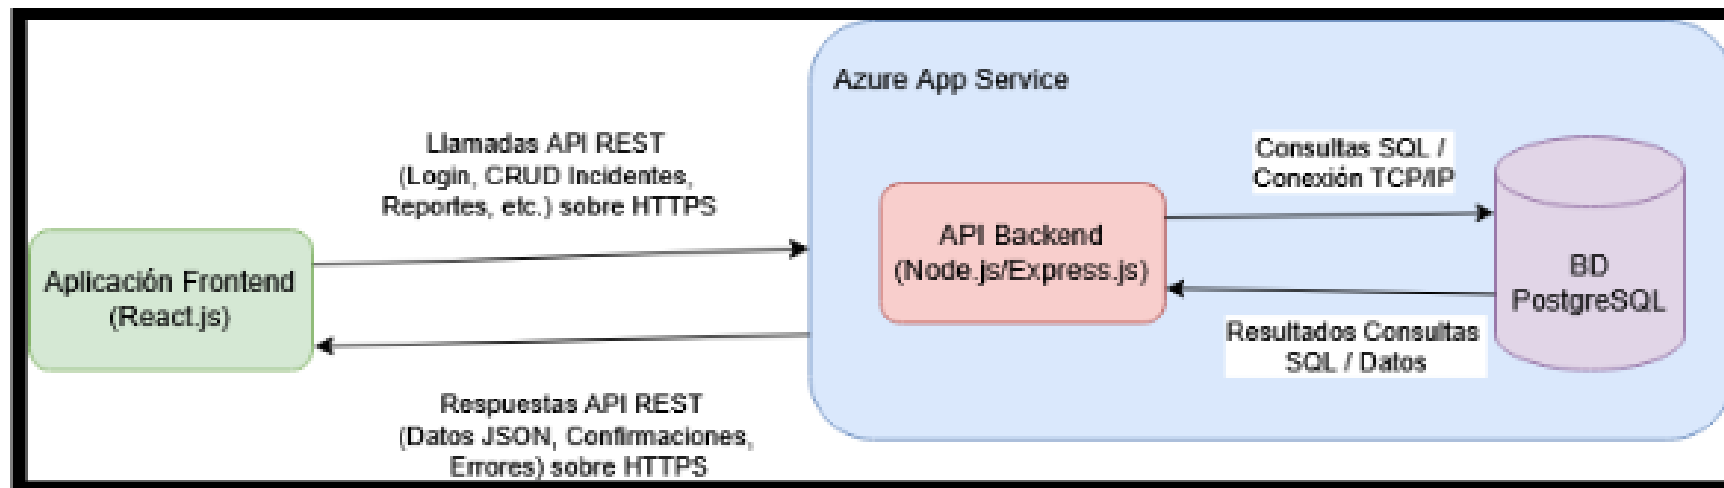 Azure App Service
Llamadas API REST
(Login, CRUD Incidentes,
Reportes, etc.) sobre HTTPS
Consultas SQL /
Conexión TCP/IP
Aplicación Frontend
(React.js)
API Backend
(Node.js/Express.js)
BD
PostgreSQL
Resultados Consultas
SQL / Datos
Respuestas API REST
(Datos JSON, Confirmaciones,
Errores) sobre HTTPS